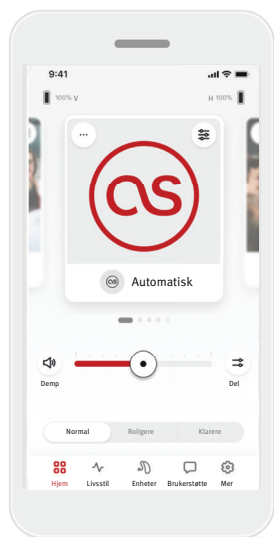 9:41
100% V
H 100%
Automatisk
Demp
Del
Normal
Roligere
Klarere
Hjem
Livsstil
Enheter
Brukerstøtte
Mer